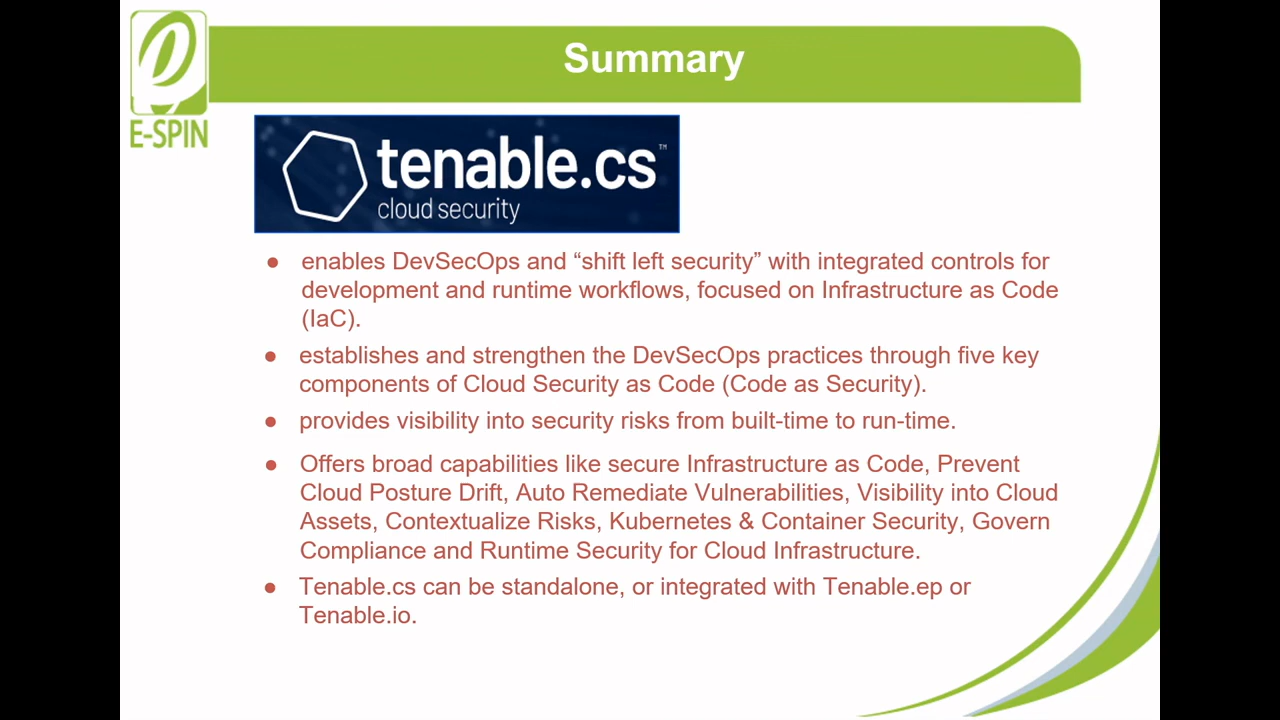 Summary
E-SPIN
tenable.cs™
cloud security
● enables DevSecOps and “shift left security” with integrated controls for
development and runtime workflows, focused on Infrastructure as Code
(IaC).
● establishes and strengthen the DevSecOps practices through five key
components of Cloud Security as Code (Code as Security).
● provides visibility into security risks from built-time to run-time.
● Offers broad capabilities like secure Infrastructure as Code, Prevent
Cloud Posture Drift, Auto Remediate Vulnerabilities, Visibility into Cloud
Assets, Contextualize Risks, Kubernetes & Container Security, Govern
Compliance and Runtime Security for Cloud Infrastructure.
● Tenable.cs can be standalone, or integrated with Tenable.ep or
Tenable.io.